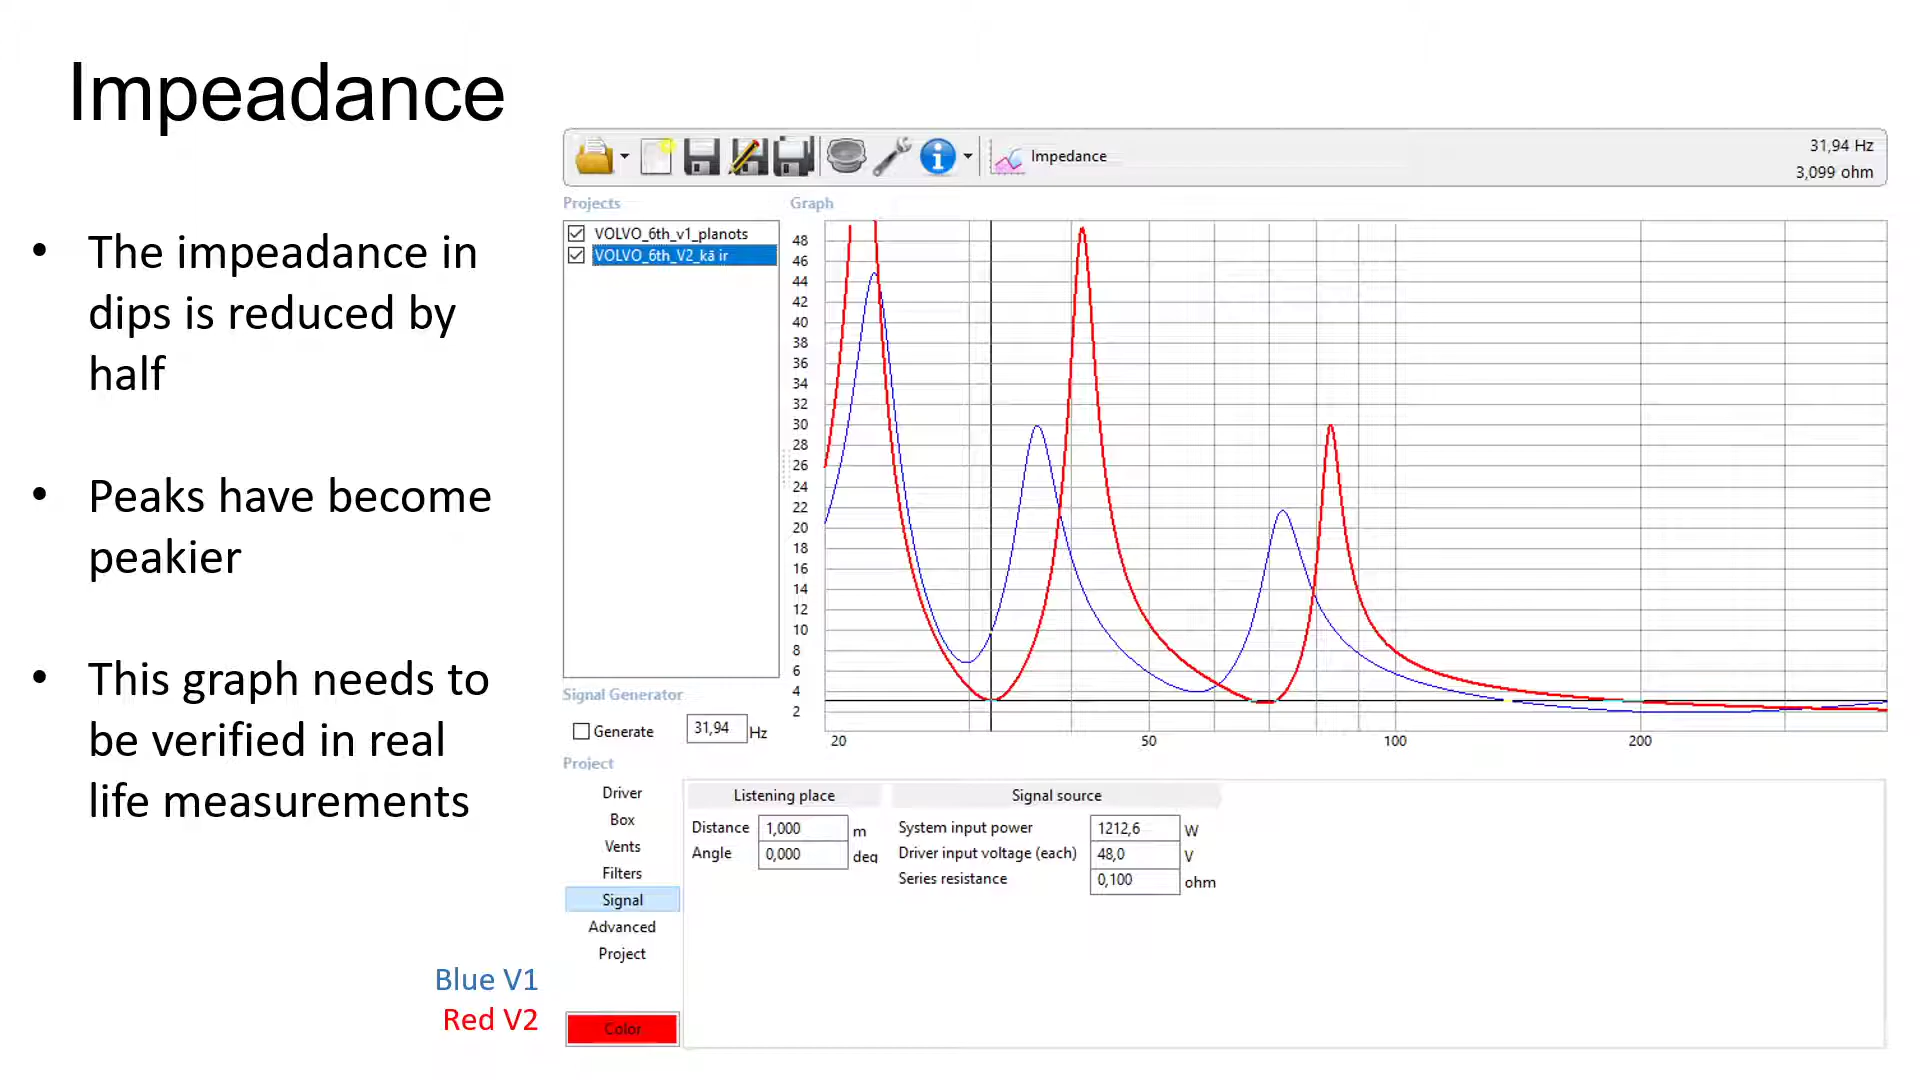 Impeadance
• The impeadance in
dips is reduced by
half
• Peaks have become
peakier
• This graph needs to
be verified in real
life measurements
Blue V1
Red V2
Impedance
31,94 Hz
3,099 ohm
Projects
VOLVO_6th_v1_planots
VOLVO_6th_V2_kā ir
Graph
48
46
44
42
40
38
36
34
32
30
28
26
24
22
20
18
16
14
12
10
8
6
4
2
20 50 100 200
Signal Generator
Generate 31,94 Hz
Project
Driver
Box
Vents
Filters
Signal
Advanced
Project
Color
Listening place
Distance 1,000 m
Angle 0,000 deg
Signal source
System input power 1212,6 W
Driver input voltage (each) 48,0 V
Series resistance 0,100 ohm